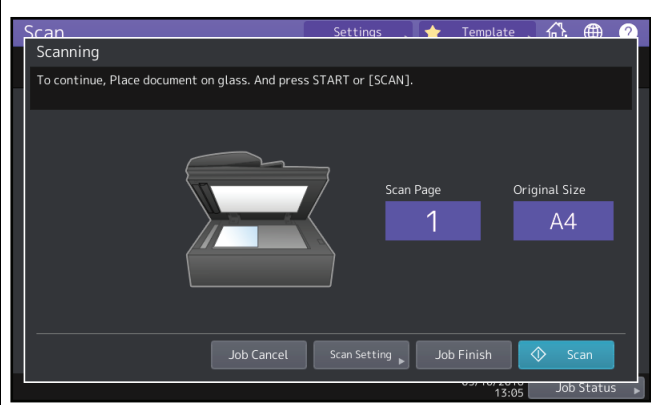 Scan
Settings
Template
?
Scanning
To continue, Place document on glass. And press START or [SCAN].
Scan Page
Original Size
1
A4
Job Cancel
Scan Setting
Job Finish
Scan
13:05
Job Status